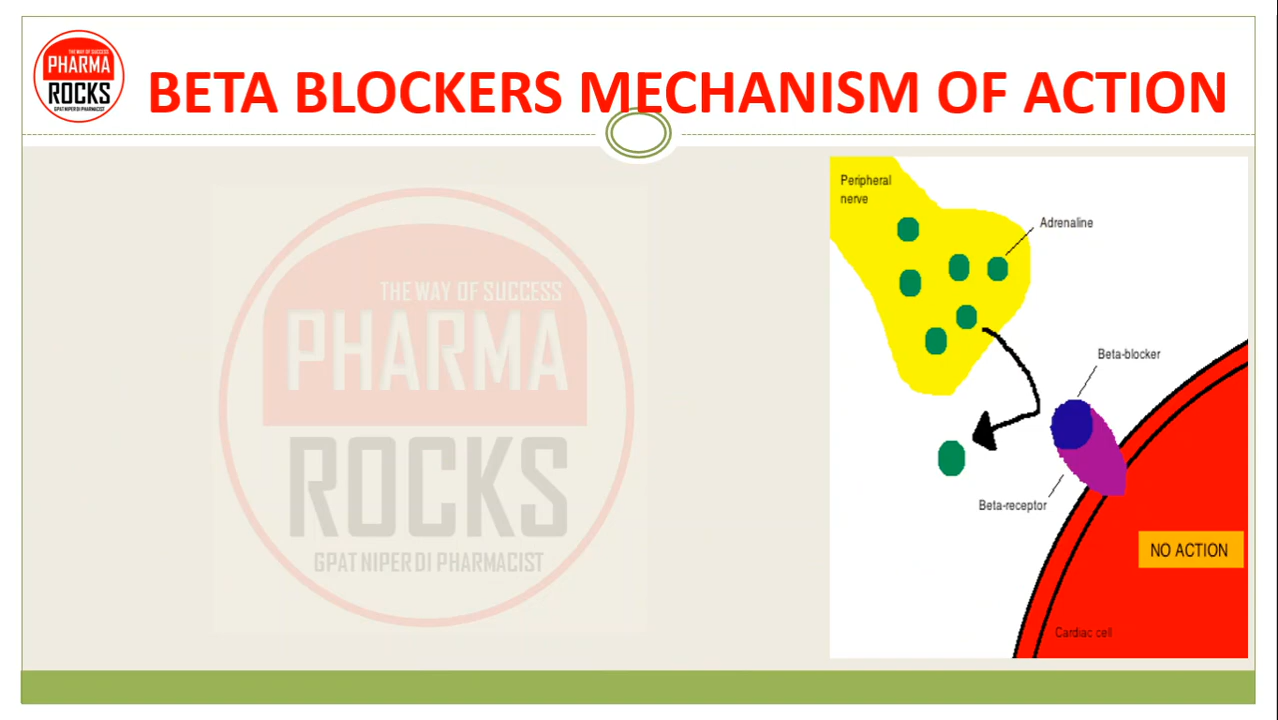 THE WAY OF SUCCESS
PHARMA
ROCKS
GPAT NIPER DI PHARMACIST
BETA BLOCKERS MECHANISM OF ACTION
THE WAY OF SUCCESS
PHARMA
ROCKS
GPAT NIPER DI PHARMACIST
Peripheral
nerve
Adrenaline
Beta-blocker
Beta-receptor
NO ACTION
Cardiac cell